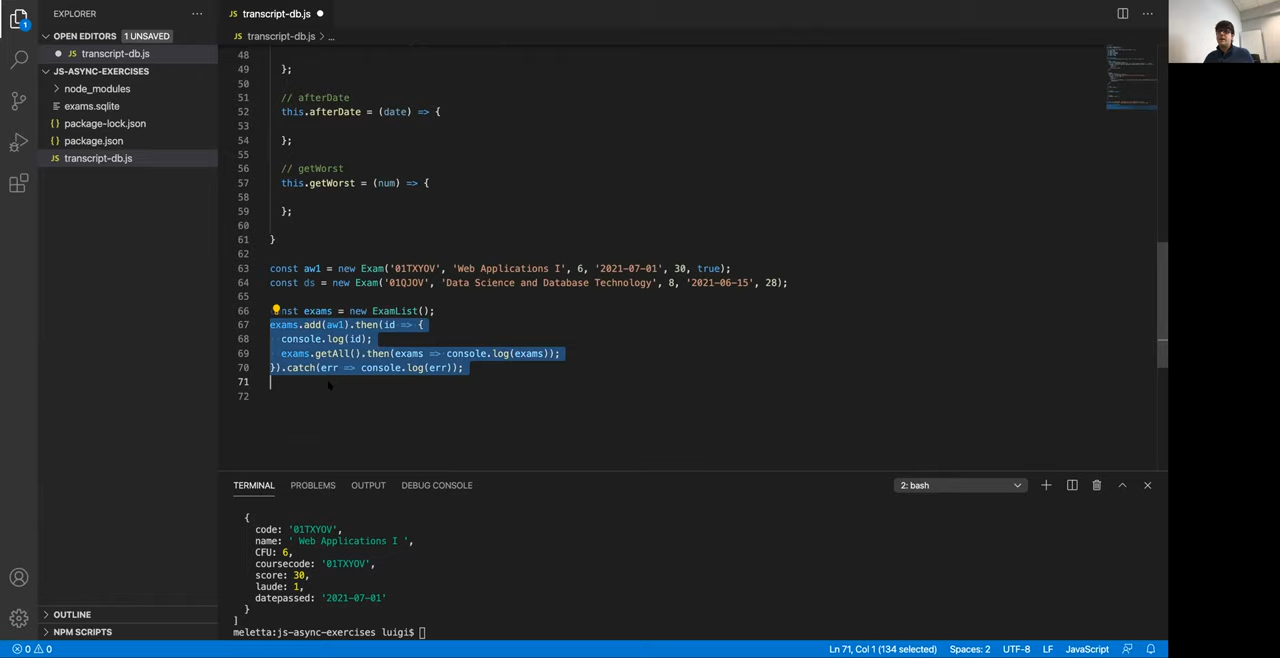 EXPLORER
OPEN EDITORS 1 UNSAVED
JS transcript-db.js
JS-ASYNC-EXERCISES
node_modules
exams.sqlite
{} package-lock.json
{} package.json
JS transcript-db.js
OUTLINE
NPM SCRIPTS
1
JS transcript-db.js
JS transcript-db.js > ...
48
49 };
50
51 // afterDate
52 this.afterDate = (date) => {
53
54 };
55
56 // getWorst
57 this.getWorst = (num) => {
58
59 };
60
61 }
62
63 const aw1 = new Exam('01TXYOV', 'Web Applications I', 6, '2021-07-01', 30, true);
64 const ds = new Exam('01QJOV', 'Data Science and Database Technology', 8, '2021-06-15', 28);
65
66 nst exams = new ExamList();
67 exams.add(aw1).then(id => {
68 console.log(id);
69 exams.getAll().then(exams => console.log(exams));
70 }).catch(err => console.log(err));
71
72
TERMINAL PROBLEMS OUTPUT DEBUG CONSOLE 2: bash
{
code: '01TXYOV',
name: ' Web Applications I ',
CFU: 6,
coursecode: '01TXYOV',
score: 30,
laude: 1,
datepassed: '2021-07-01'
}
]
meletta:js-async-exercises luigi$
0 0 Ln 71, Col 1 (134 selected) Spaces: 2 UTF-8 LF JavaScript